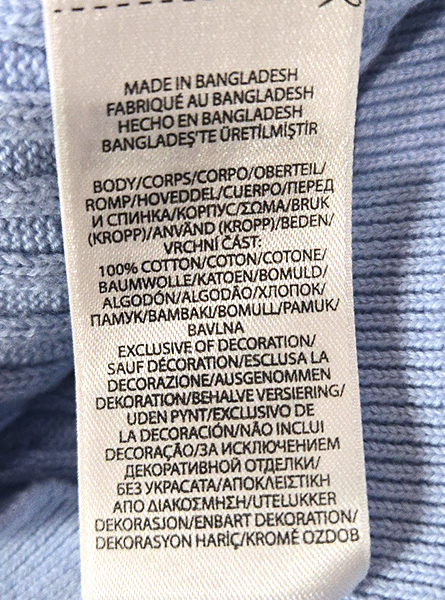 MADE IN BANGLADESH
FABRIQUÉ AU BANGLADESH
HECHO EN BANGLADESH
BANGLADEŞ'TE ÜRETİLMİŞTİR
BODY/CORPS/CORPO/OBERTEIL/
ROMP/HOVEDDEL/CUERPO/ПЕРЕД
И СПИНКА/КОРПУС/ΣΩΜΑ/BRUK
(KROPP)/ANVÄND (KROPP)/BEDEN/
VRCHNÍ ČÁST:
100% COTTON/COTON/COTONE/
BAUMWOLLE/KATOEN/BOMULD/
ALGODÓN/ALGODÃO/ХЛОПОК/
ПАМУК/ΒΑΜΒΑΚΙ/BOMULL/PAMUK/
BAVLNA
EXCLUSIVE OF DECORATION/
SAUF DÉCORATION/ESCLUSA LA
DECORAZIONE/AUSGENOMMEN
DEKORATION/BEHALVE VERSIERING/
UDEN PYNT/EXCLUSIVO DE
LA DECORACIÓN/NÃO INCLUI
DECORAÇÃO/ЗА ИСКЛЮЧЕНИЕМ
ДЕКОРАТИВНОЙ ОТДЕЛКИ/
БЕЗ УКРАСАТА/ΑΠΟΚΛΕΙΣΤΙΚΗ
ΑΠΟ ΔΙΑΚΟΣΜΗΣΗ/UTELUKKER
DEKORASJON/ENBART DEKORATION/
DEKORASYON HARİÇ/KROMĚ OZDOB